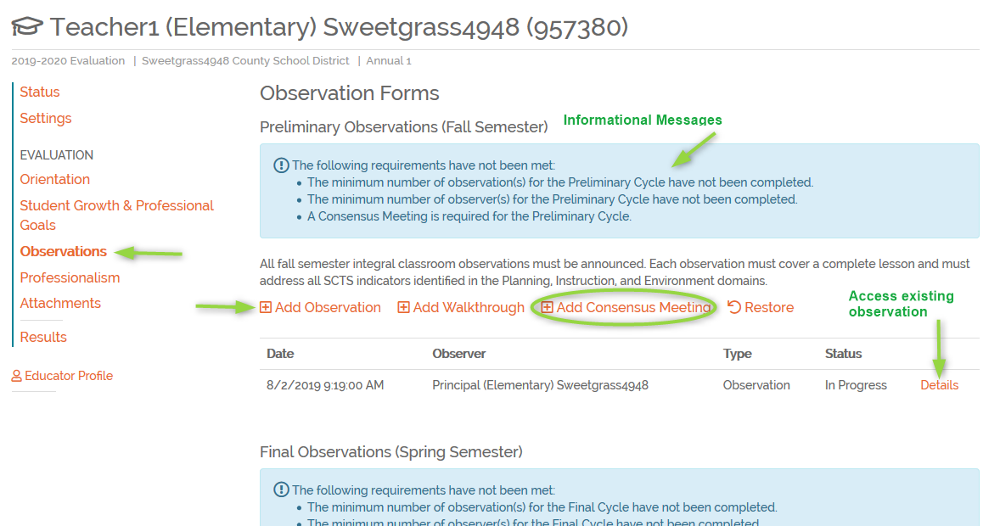 Teacher1 (Elementary) Sweetgrass4948 (957380)
2019-2020 Evaluation | Sweetgrass4948 County School District | Annual 1
Status
Settings
EVALUATION
Orientation
Student Growth & Professional
Goals
Observations
Professionalism
Attachments
Results
Educator Profile
Observation Forms
Preliminary Observations (Fall Semester)
Informational Messages
The following requirements have not been met:
• The minimum number of observation(s) for the Preliminary Cycle have not been completed.
• The minimum number of observer(s) for the Preliminary Cycle have not been completed.
• A Consensus Meeting is required for the Preliminary Cycle.
All fall semester integral classroom observations must be announced. Each observation must cover a complete lesson and must
address all SCTS indicators identified in the Planning, Instruction, and Environment domains.
Add Observation Add Walkthrough Add Consensus Meeting Restore
Access existing
observation
Date Observer Type Status
8/2/2019 9:19:00 AM Principal (Elementary) Sweetgrass4948 Observation In Progress Details
Final Observations (Spring Semester)
The following requirements have not been met:
• The minimum number of observation(s) for the Final Cycle have not been completed.
• The minimum number of observer(s) for the Final Cycle have not been completed.